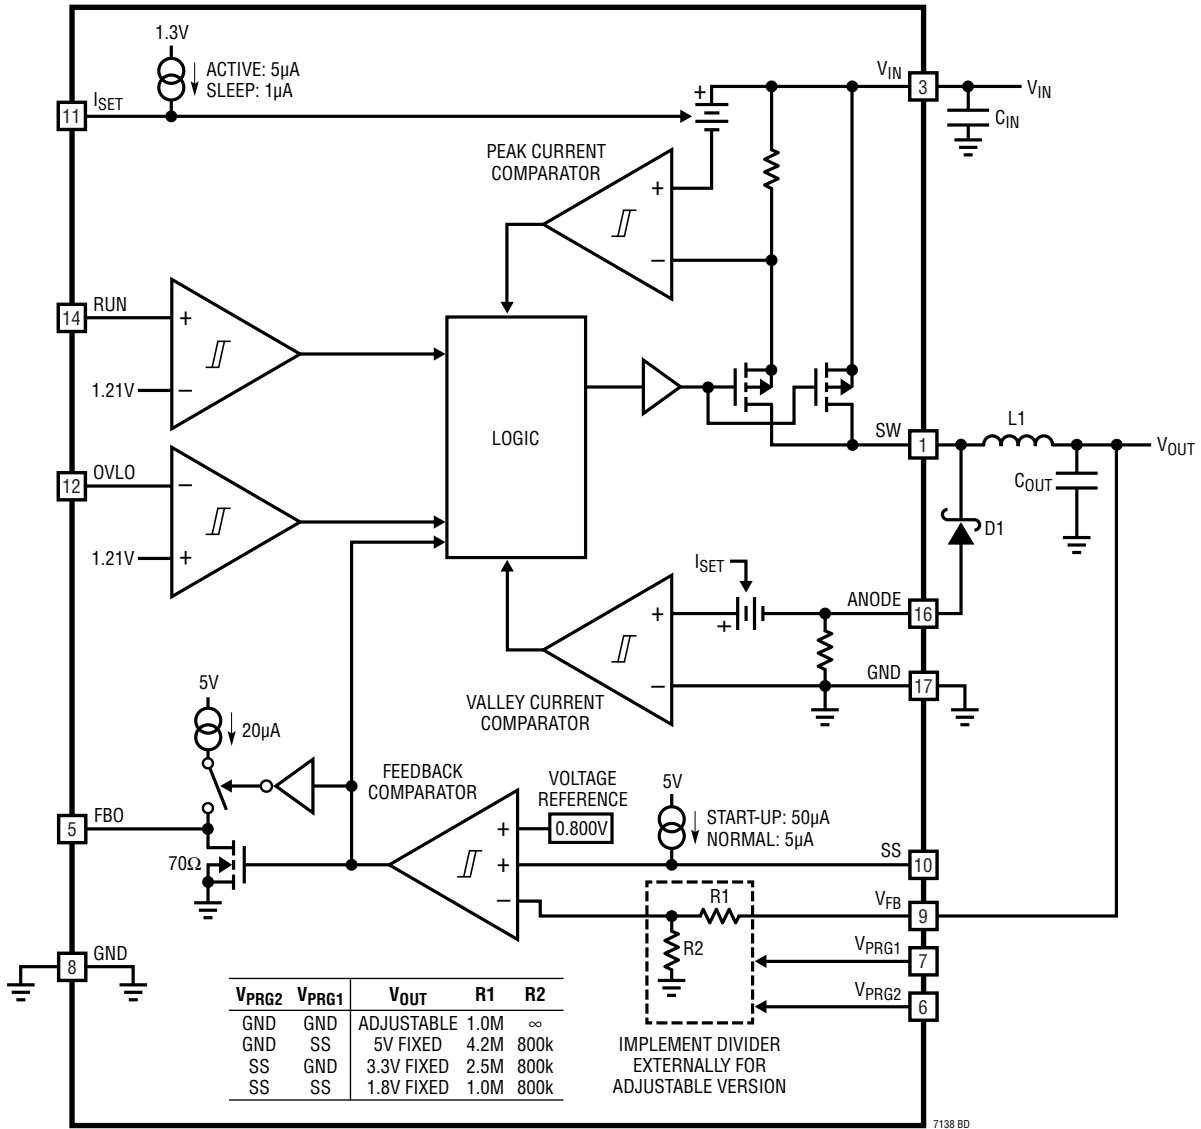 1.3V
ACTIVE: 5µA
SLEEP: 1µA
11
ISET
VIN
3
VIN
CIN
+
PEAK CURRENT
COMPARATOR
+
–
14
RUN
+
1.21V
–
LOGIC
SW
1
L1
VOUT
COUT
D1
12
OVLO
–
1.21V
+
ISET
+
ANODE
16
+
–
GND
17
VALLEY CURRENT
COMPARATOR
5V
20µA
FEEDBACK
COMPARATOR
VOLTAGE
REFERENCE
0.800V
5V
START-UP: 50µA
NORMAL: 5µA
5
FBO
70Ω
+
+
–
SS
10
R1
VFB
9
R2
VPRG1
7
VPRG2
6
8
GND
IMPLEMENT DIVIDER
EXTERNALLY FOR
ADJUSTABLE VERSION
VPRG2 VPRG1 VOUT R1 R2
GND GND ADJUSTABLE 1.0M ∞
GND SS 5V FIXED 4.2M 800k
SS GND 3.3V FIXED 2.5M 800k
SS SS 1.8V FIXED 1.0M 800k
7138 BD